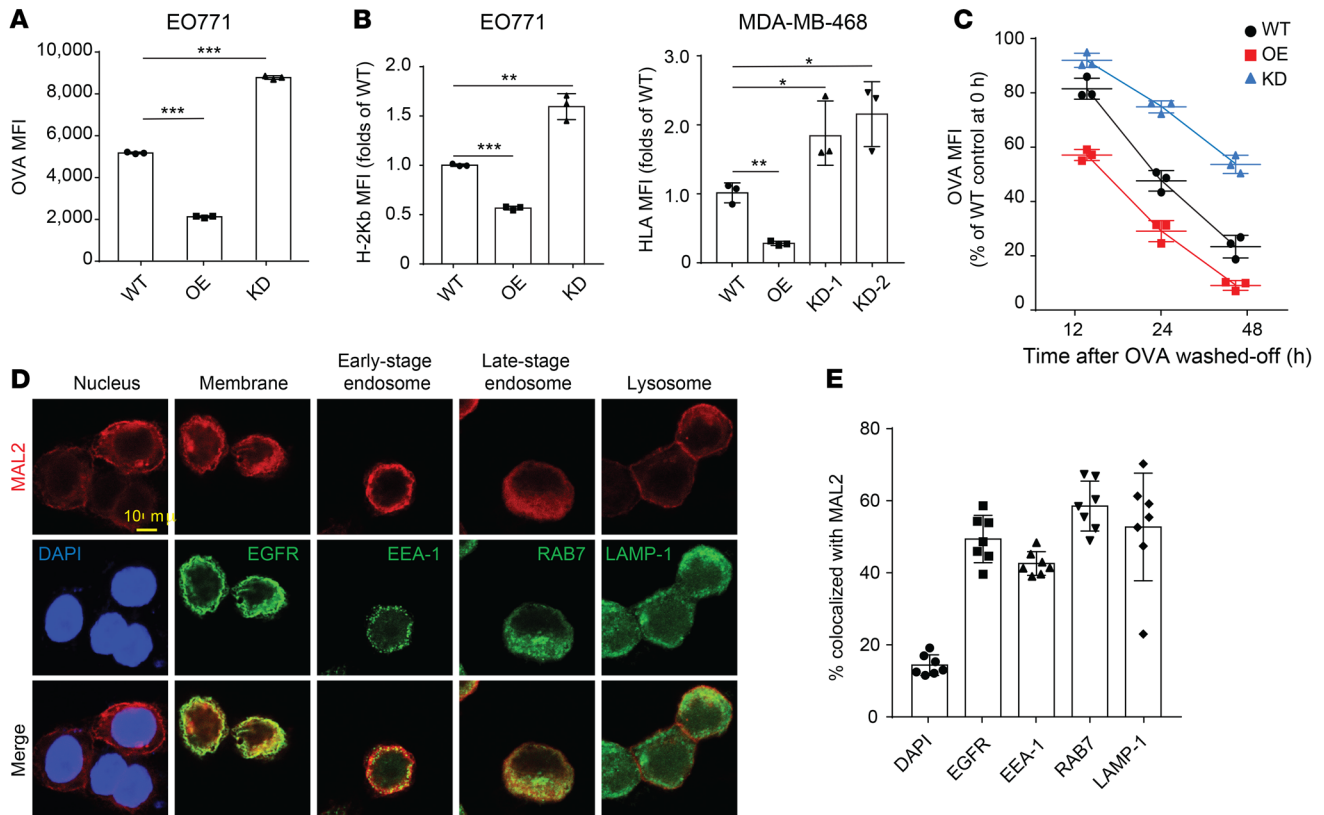 A
EO771
OVA MFI
10,000
8,000
6,000
4,000
2,000
0
***
***
WT
OE
KD
B
EO771
H-2Kb MFI (folds of WT)
2.0
1.5
1.0
0.5
0
**
***
WT
OE
KD
MDA-MB-468
HLA MFI (folds of WT)
3.0
2.0
1.0
0
*
*
**
WT
OE
KD-1
KD-2
C
OVA MFI
(% of WT control at 0 h)
100
80
60
40
20
0
12
24
48
Time after OVA washed-off (h)
WT
OE
KD
D
Nucleus
Membrane
Early-stage
endosome
Late-stage
endosome
Lysosome
MAL2
10
DAPI
EGFR
EEA-1
RAB7
LAMP-1
Merge
E
% colocalized with MAL2
80
60
40
20
0
DAPI
EGFR
EEA-1
RAB7
LAMP-1